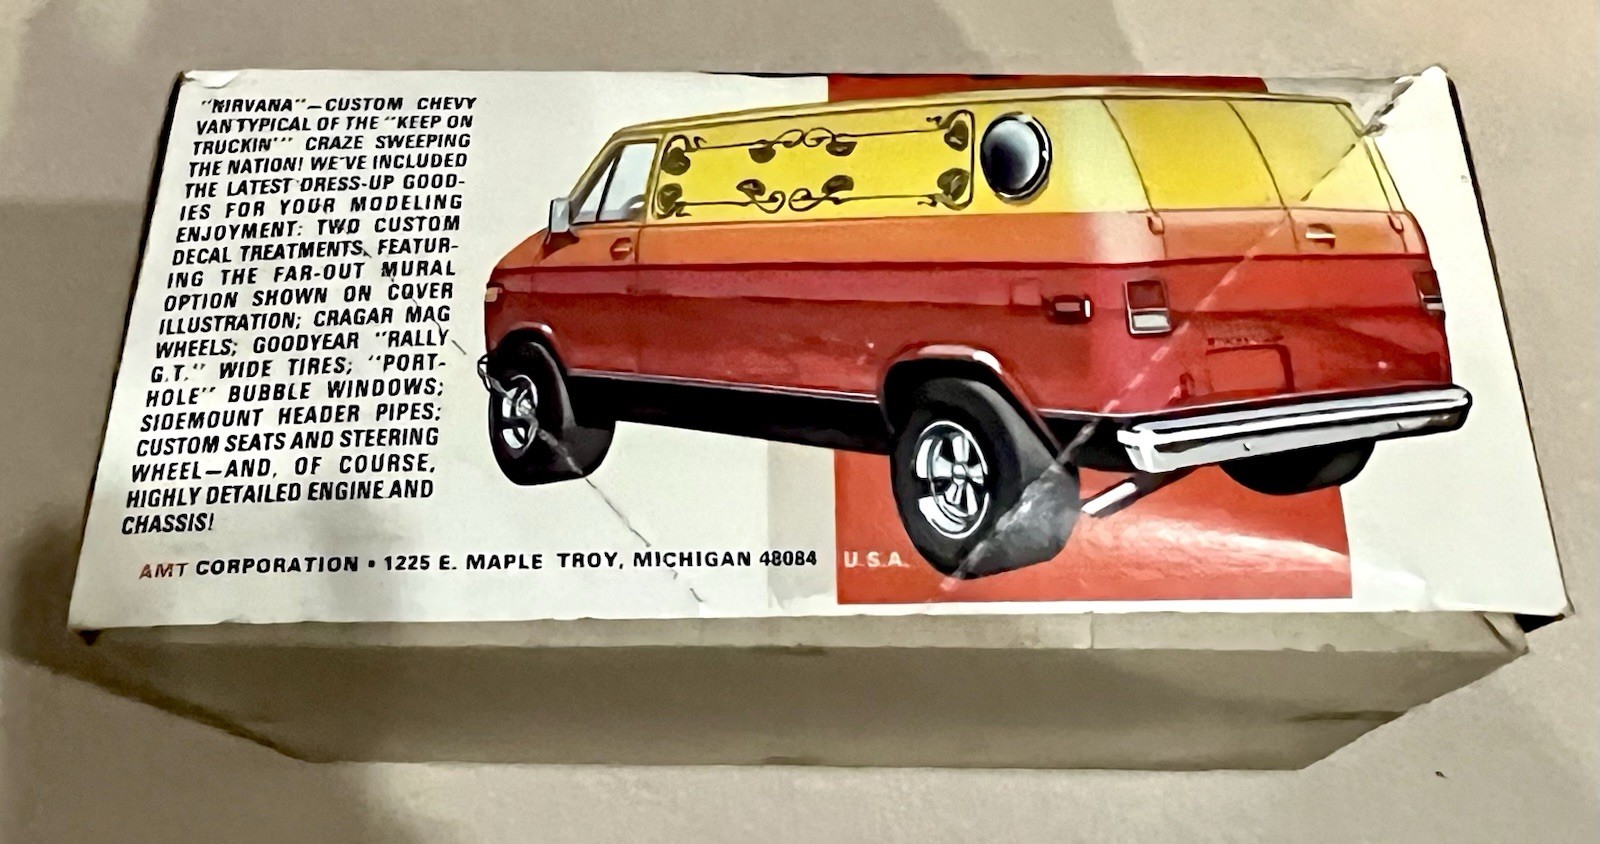 "NIRVANA"—CUSTOM CHEVY
VAN TYPICAL OF THE "KEEP ON
TRUCKIN'" CRAZE SWEEPING
THE NATION! WE'VE INCLUDED
THE LATEST DRESS-UP GOOD-
IES FOR YOUR MODELING
ENJOYMENT: TWO CUSTOM
DECAL TREATMENTS, FEATUR-
ING THE FAR-OUT MURAL
OPTION SHOWN ON COVER
ILLUSTRATION; CRAGAR MAG
WHEELS; GOODYEAR "RALLY
G.T." WIDE TIRES; "PORT-
HOLE" BUBBLE WINDOWS;
SIDEMOUNT HEADER PIPES;
CUSTOM SEATS AND STEERING
WHEEL—AND, OF COURSE,
HIGHLY DETAILED ENGINE AND
CHASSIS!
AMT CORPORATION • 1225 E. MAPLE TROY, MICHIGAN 48084 U.S.A.